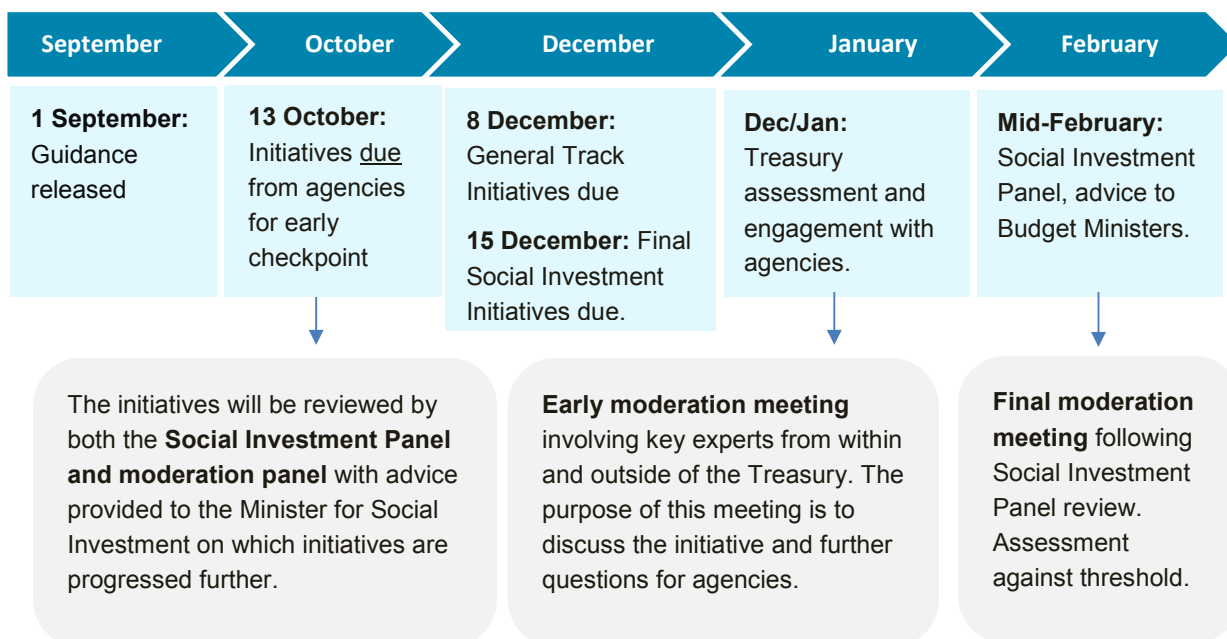 September
October
December
January
February
1 September:
Guidance
released
13 October:
Initiatives due
from agencies
for early
checkpoint
8 December:
General Track
Initiatives due
15 December: Final
Social Investment
Initiatives due.
Dec/Jan:
Treasury
assessment and
engagement with
agencies.
Mid-February:
Social Investment
Panel, advice to
Budget Ministers.
The initiatives will be reviewed by
both the Social Investment Panel
and moderation panel with advice
provided to the Minister for Social
Investment on which initiatives are
progressed further.
Early moderation meeting
involving key experts from within
and outside of the Treasury. The
purpose of this meeting is to
discuss the initiative and further
questions for agencies.
Final moderation
meeting following
Social Investment
Panel review.
Assessment
against threshold.